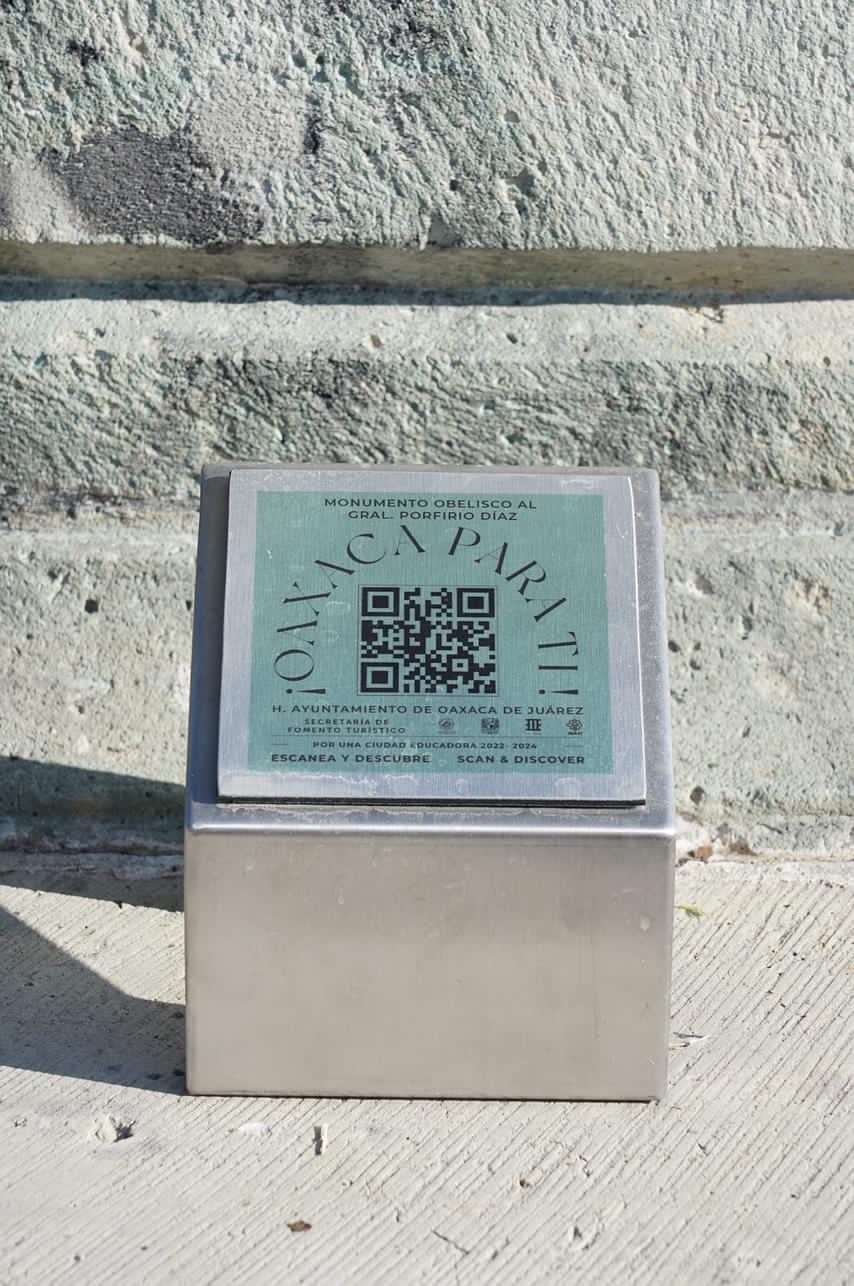 MONUMENTO OBELISCO AL
GRAL. PORFIRIO DÍAZ
¡OAXACA PARA TI!
H. AYUNTAMIENTO DE OAXACA DE JUÁREZ
SECRETARÍA DE
FOMENTO TURÍSTICO
POR UNA CIUDAD EDUCADORA 2022- 2024
ESCANEA Y DESCUBRE SCAN & DISCOVER